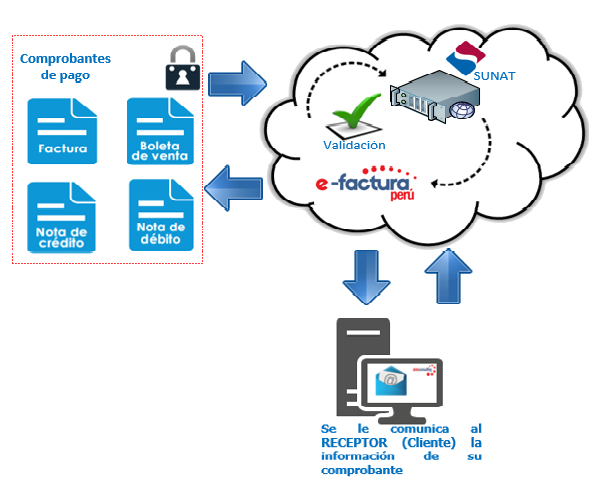 Comprobantes
de pago
Factura
Boleta
de venta
Nota de
crédito
Nota de
débito
SUNAT
Validación
e-factura
perú
@
Se le comunica al
RECEPTOR (Cliente) la
información de su
comprobante